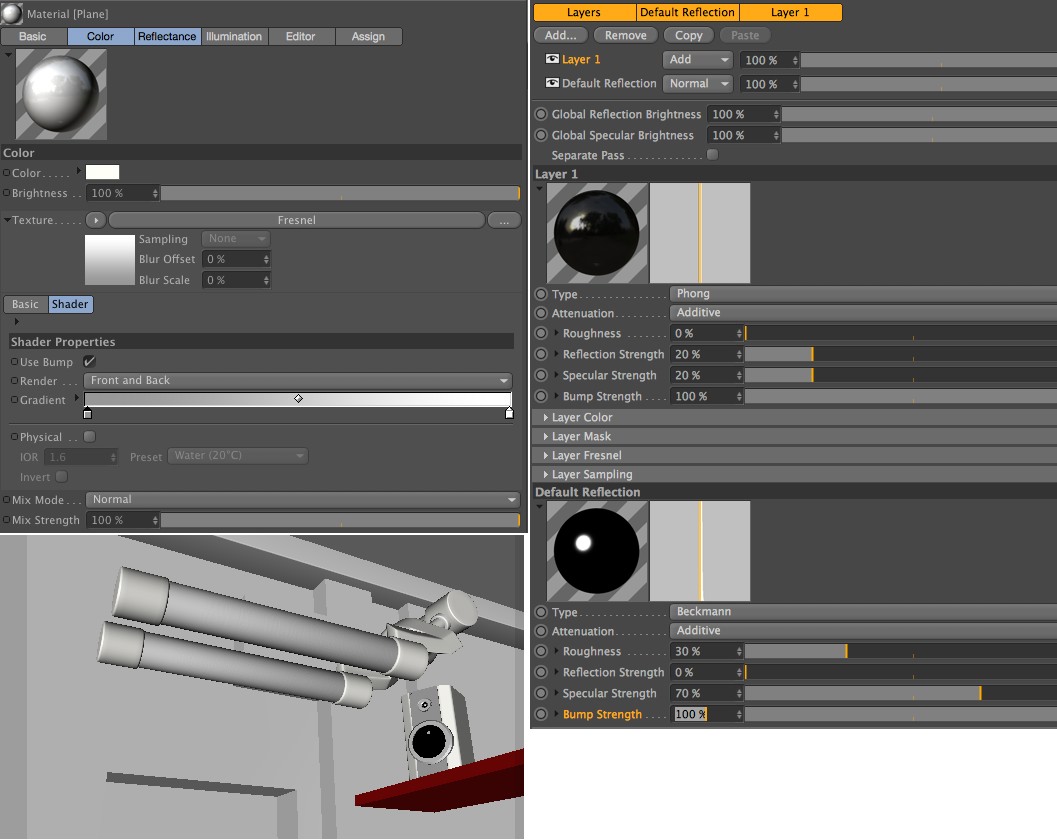 Material [Plane]
Basic Color Reflectance Illumination Editor Assign
Color
Color.....
Brightness .. 100 %
Texture..... Fresnel ...
Sampling None
Blur Offset 0 %
Blur Scale 0 %
Basic Shader
Shader Properties
Use Bump
Render ... Front and Back
Gradient
Physical ..
IOR 1.6 Preset Water (20°C)
Invert
Mix Mode... Normal
Mix Strength 100 %
Layers Default Reflection Layer 1
Add... Remove Copy Paste
Layer 1 Add 100 %
Default Reflection Normal 100 %
Global Reflection Brightness 100 %
Global Specular Brightness 100 %
Separate Pass ............
Layer 1
Type ............ Phong
Attenuation....... Additive
Roughness ...... 0 %
Reflection Strength 20 %
Specular Strength 20 %
Bump Strength .... 100 %
Layer Color
Layer Mask
Layer Fresnel
Layer Sampling
Default Reflection
Type ............ Beckmann
Attenuation....... Additive
Roughness ...... 30 %
Reflection Strength 0 %
Specular Strength 70 %
Bump Strength .... 100 %